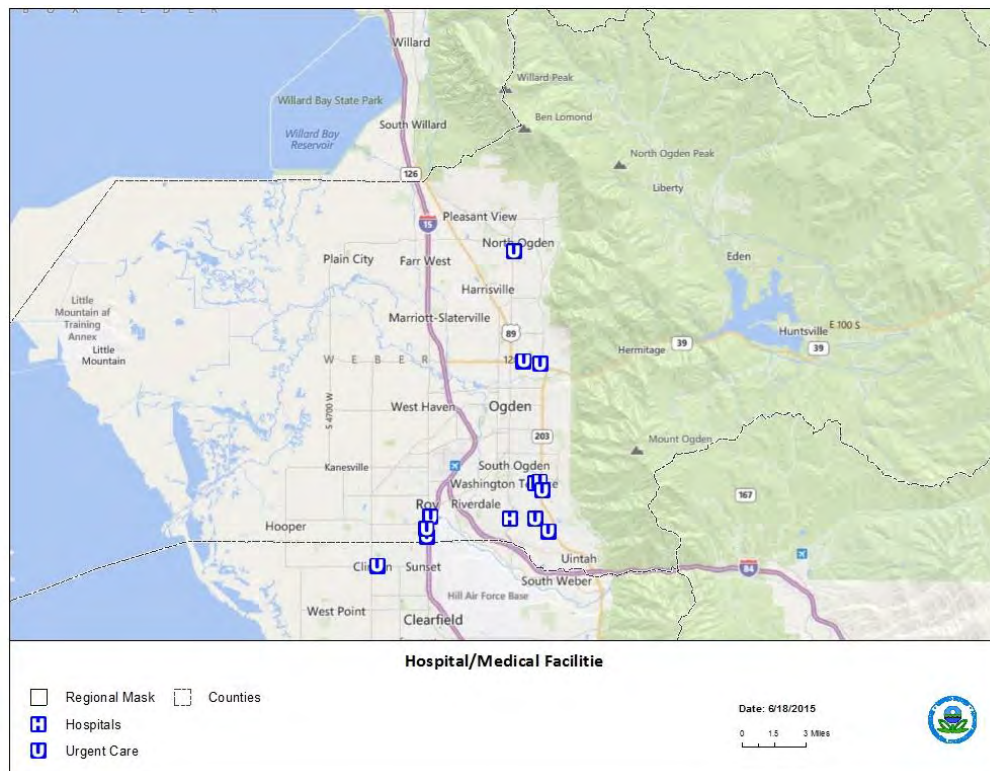 BOX ELDER
Willard
Willard Peak
Willard Bay State Park
Ben Lomond
Willard Bay
Reservoir
South Willard
North Ogden Peak
126
Liberty
Pleasant View
15
North Ogden
U
Eden
Plain City
Farr West
Harrisville
Little
Mountain af
Training
Annex
Marriott-Slaterville
E 100 S
Huntsville
89
39
Hermitage
39
Little
Mountain
WEBER
U
U
S 4700 W
West Haven
Ogden
203
Mount Ogden
Kanesville
South Ogden
Washington
U
167
Roy
Riverdale
U
Hooper
H
U
U
U
Uintah
U
Sunset
84
South Weber
Hill Air Force Base
West Point
Clearfield
Hospital/Medical Facilitie
Regional Mask
Counties
H Hospitals
U Urgent Care
Date: 6/18/2015
0 1.5 3 Miles